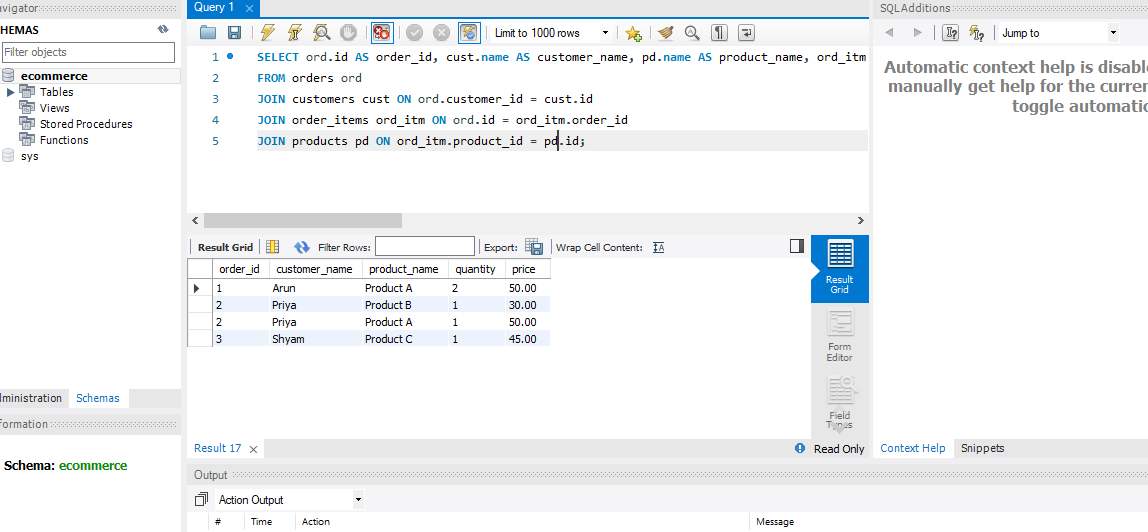 avigator
HEMAS
Filter objects
ecommerce
Tables
Views
Stored Procedures
Functions
sys
dministration Schemas
formation
Schema: ecommerce
Query 1
Limit to 1000 rows
1 SELECT ord.id AS order_id, cust.name AS customer_name, pd.name AS product_name, ord_itm
2 FROM orders ord
3 JOIN customers cust ON ord.customer_id = cust.id
4 JOIN order_items ord_itm ON ord.id = ord_itm.order_id
5 JOIN products pd ON ord_itm.product_id = pd.id;
Result Grid Filter Rows: Export: Wrap Cell Content:
order_id customer_name product_name quantity price
1 Arun Product A 2 50.00
2 Priya Product B 1 30.00
2 Priya Product A 1 50.00
3 Shyam Product C 1 45.00
Result
Grid
Form
Editor
Field
Types
Result 17
Read Only
Output
Action Output
# Time Action Message
SQLAdditions
Jump to
Automatic context help is disable
manually get help for the curren
toggle automatic
Context Help Snippets